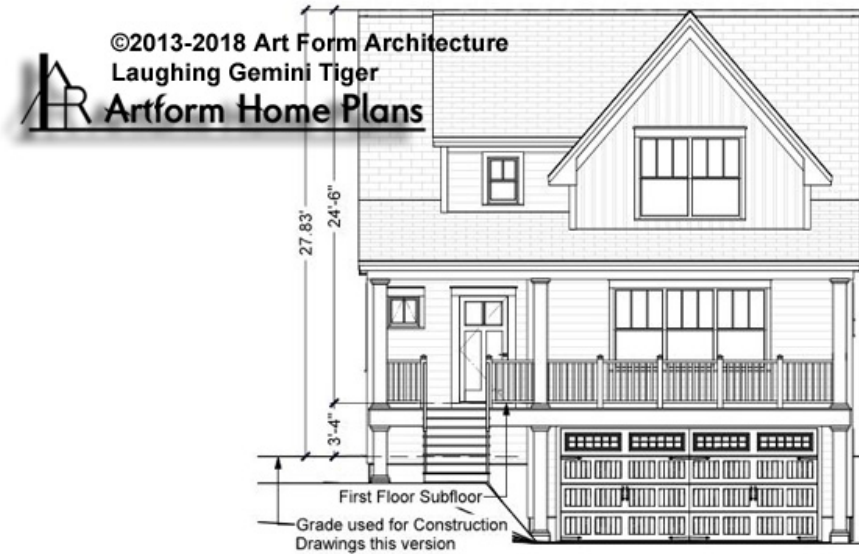 ©2013-2018 Art Form Architecture
Laughing Gemini Tiger
AR Artform Home Plans
27.83'
24'-6"
3'-4"
First Floor Subfloor
Grade used for Construction
Drawings this version